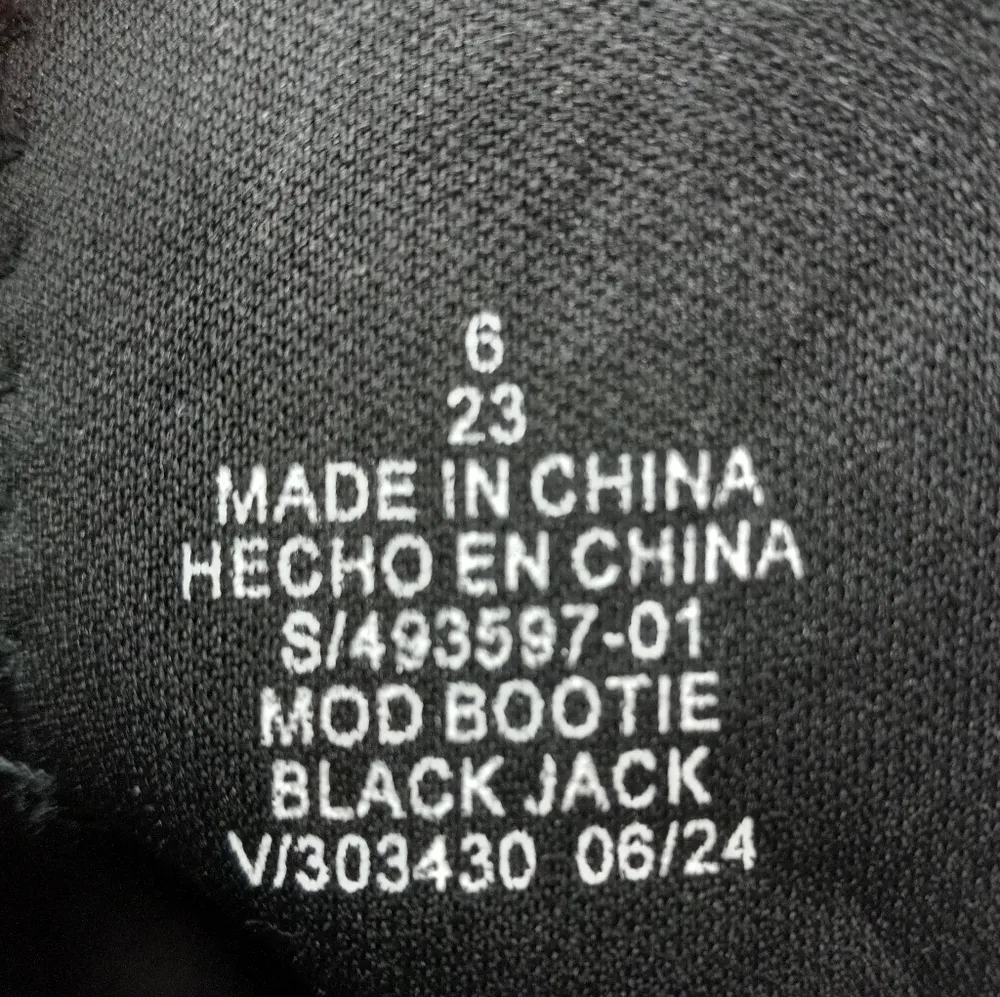 6
23
MADE IN CHINA
HECHO EN CHINA
S/493597-01
MOD BOOTIE
BLACK JACK
V/303430 06/24